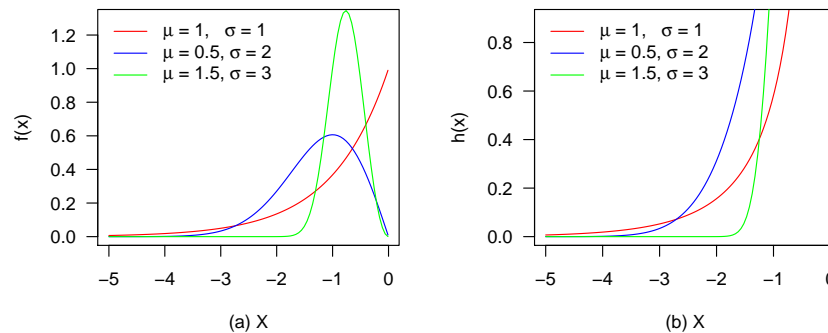 μ = 1, σ = 1
μ = 0.5, σ = 2
μ = 1.5, σ = 3
f(x)
0.0 0.2 0.4 0.6 0.8 1.0 1.2
−5 −4 −3 −2 −1 0
(a) X
μ = 1, σ = 1
μ = 0.5, σ = 2
μ = 1.5, σ = 3
h(x)
0.0 0.2 0.4 0.6 0.8
−5 −4 −3 −2 −1 0
(b) X